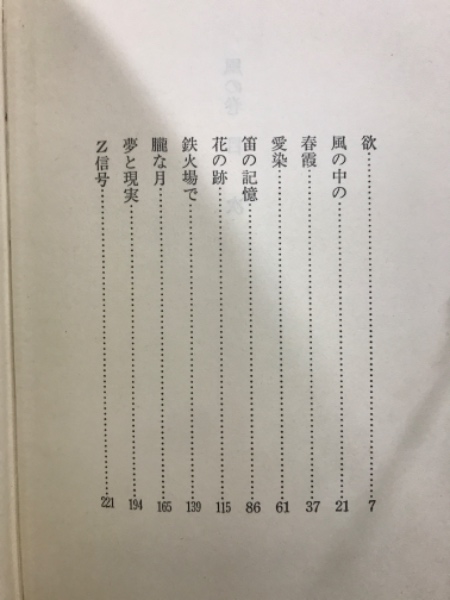 欲……………………7
風の中の……………………21
春霞……………………37
愛染……………………61
笛の記憶……………………86
花の跡……………………115
鉄火場で……………………139
朧な月……………………165
夢と現実……………………194
Z信号……………………221